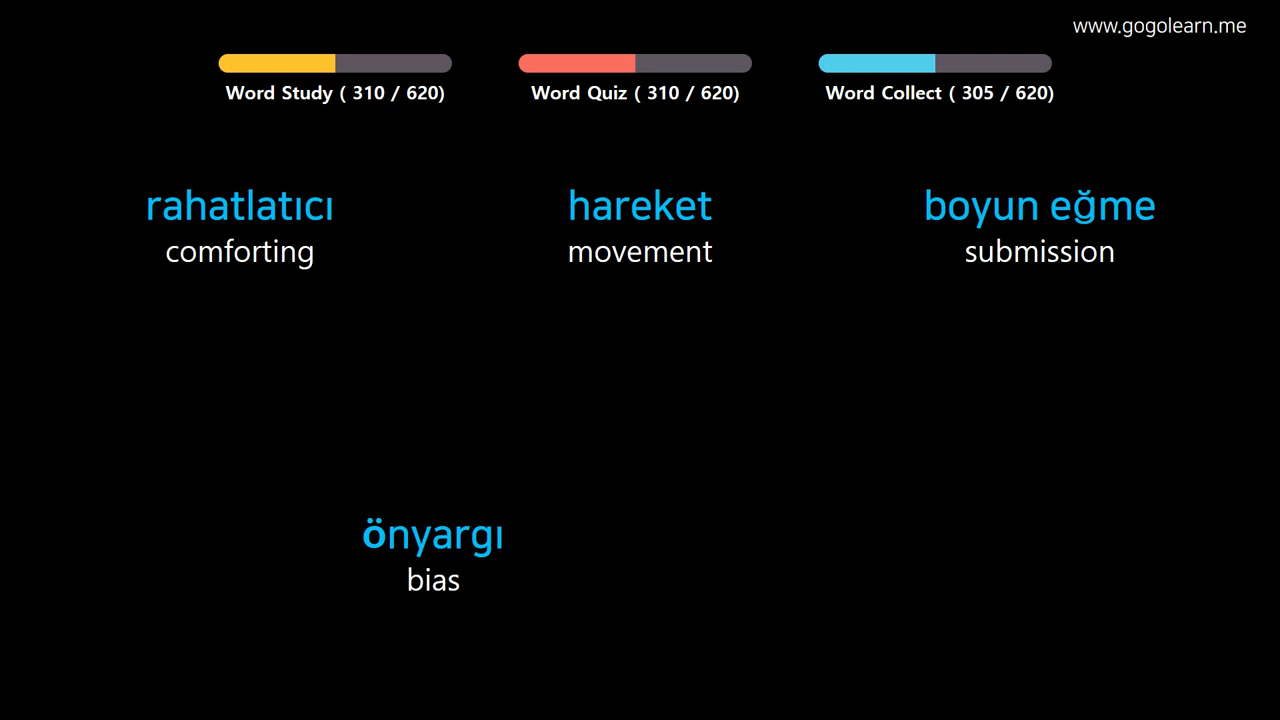 www.gogolearn.me
Word Study ( 310 / 620)
Word Quiz ( 310 / 620)
Word Collect ( 305 / 620)
rahatlatıcı
comforting
hareket
movement
boyun eğme
submission
önyargı
bias